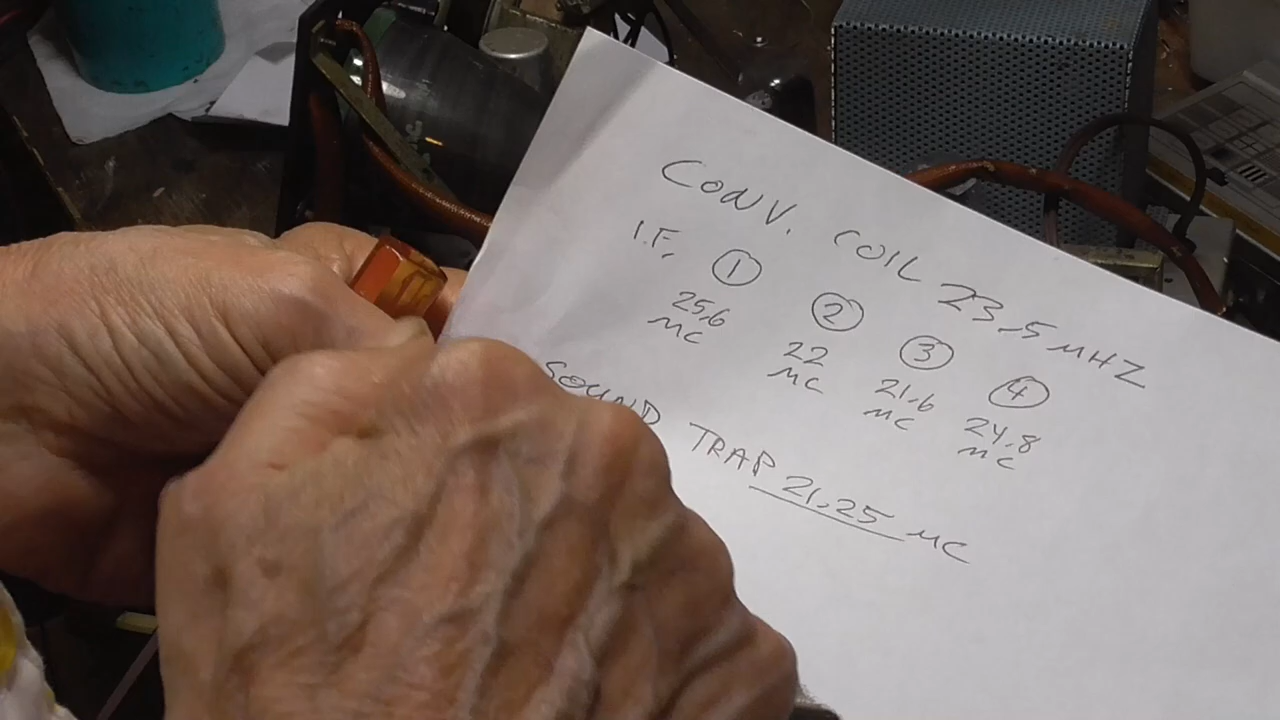 CONV. COIL 23.5 MHZ
I.F. ① ② ③ ④
25.6 MC 22 MC 21.6 MC 24.8 MC
SOUND TRAP 21.25 MC